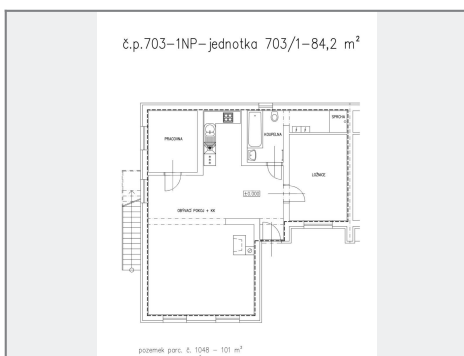 č.p.703-1NP-jednotka 703/1-84,2 m²
SPRCHA
PRACOVNA
KOUPELNA
LOŽNICE
±0,000
OBÝVACÍ POKOJ + KK
pozemek parc. č. 1048 - 101 m²